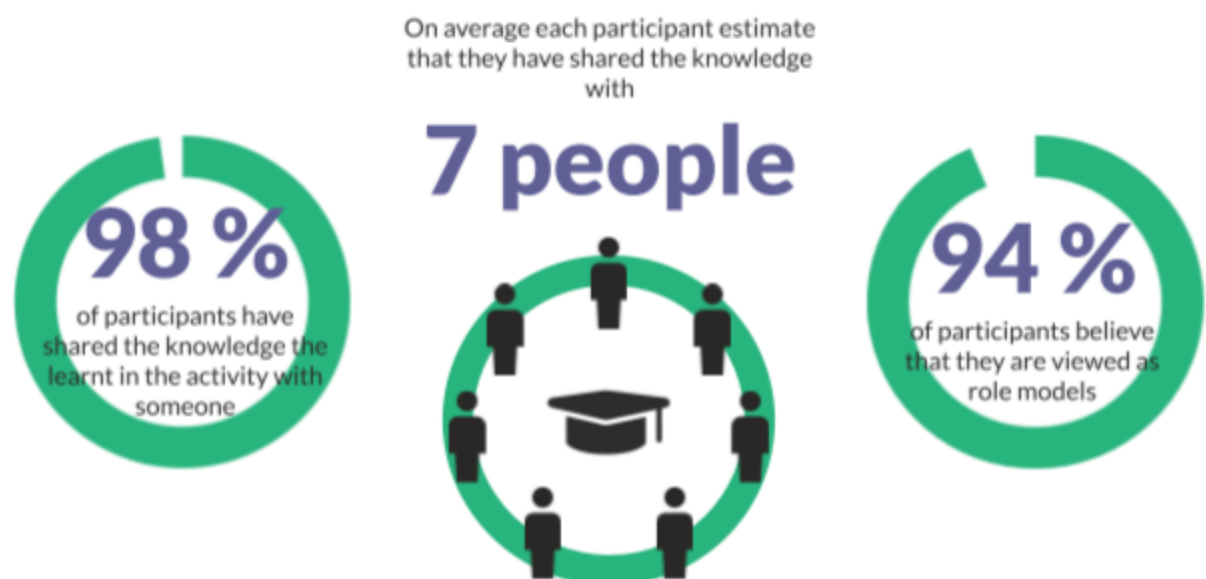 On average each participant estimate
that they have shared the knowledge
with
7 people
98 %
of participants have
shared the knowledge the
learnt in the activity with
someone
94 %
of participants believe
that they are viewed as
role models